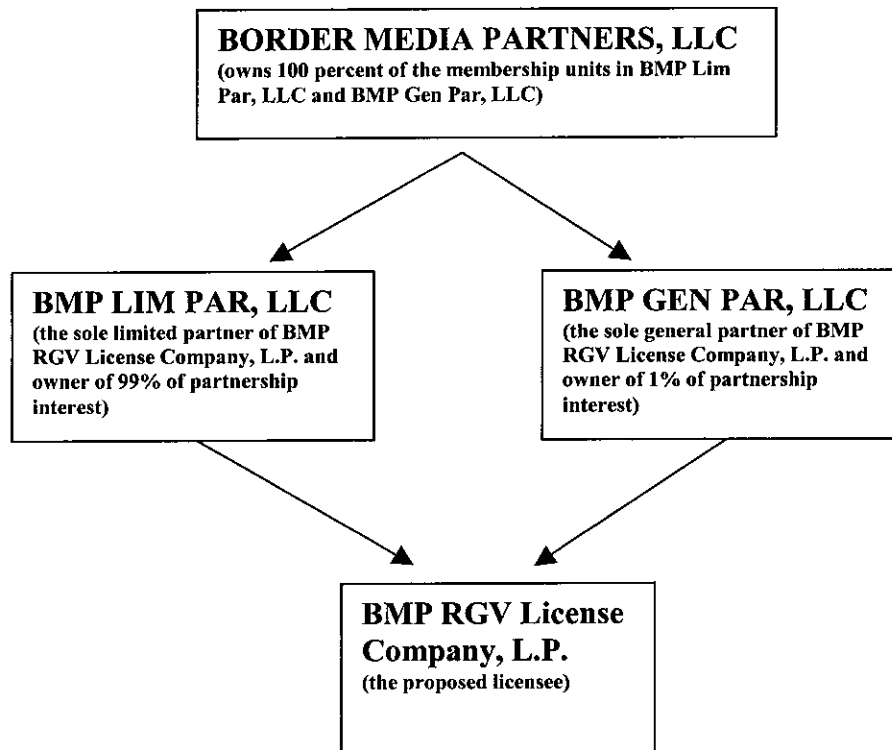 BORDER MEDIA PARTNERS, LLC
(owns 100 percent of the membership units in BMP Lim
Par, LLC and BMP Gen Par, LLC)
BMP LIM PAR, LLC
(the sole limited partner of BMP
RGV License Company, L.P. and
owner of 99% of partnership
interest)
BMP GEN PAR, LLC
(the sole general partner of BMP
RGV License Company, L.P. and
owner of 1% of partnership
interest)
BMP RGV License
Company, L.P.
(the proposed licensee)